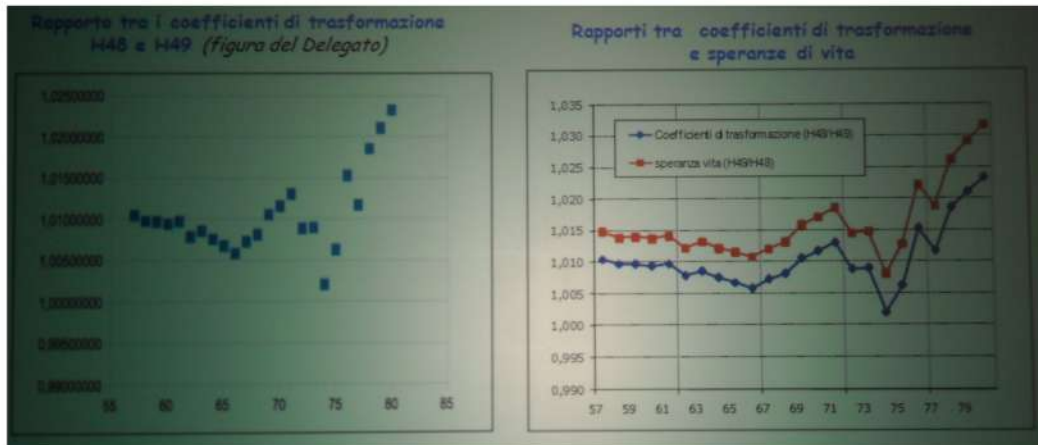 Rapporto tra i coefficienti di trasformazione
H48 e H49 (figura del Delegato)
1,02500000
1,02000000
1,01500000
1,01000000
1,00500000
1,00000000
0,99500000
0,99000000
55 60 65 70 75 80 85
Rapporti tra coefficienti di trasformazione
e speranze di vita
1,035
1,030
1,025
1,020
1,015
1,010
1,005
1,000
0,995
0,990
Coefficienti di trasformazione (H48/H49)
speranza vita (H49/H48)
57 59 61 63 65 67 69 71 73 75 77 79